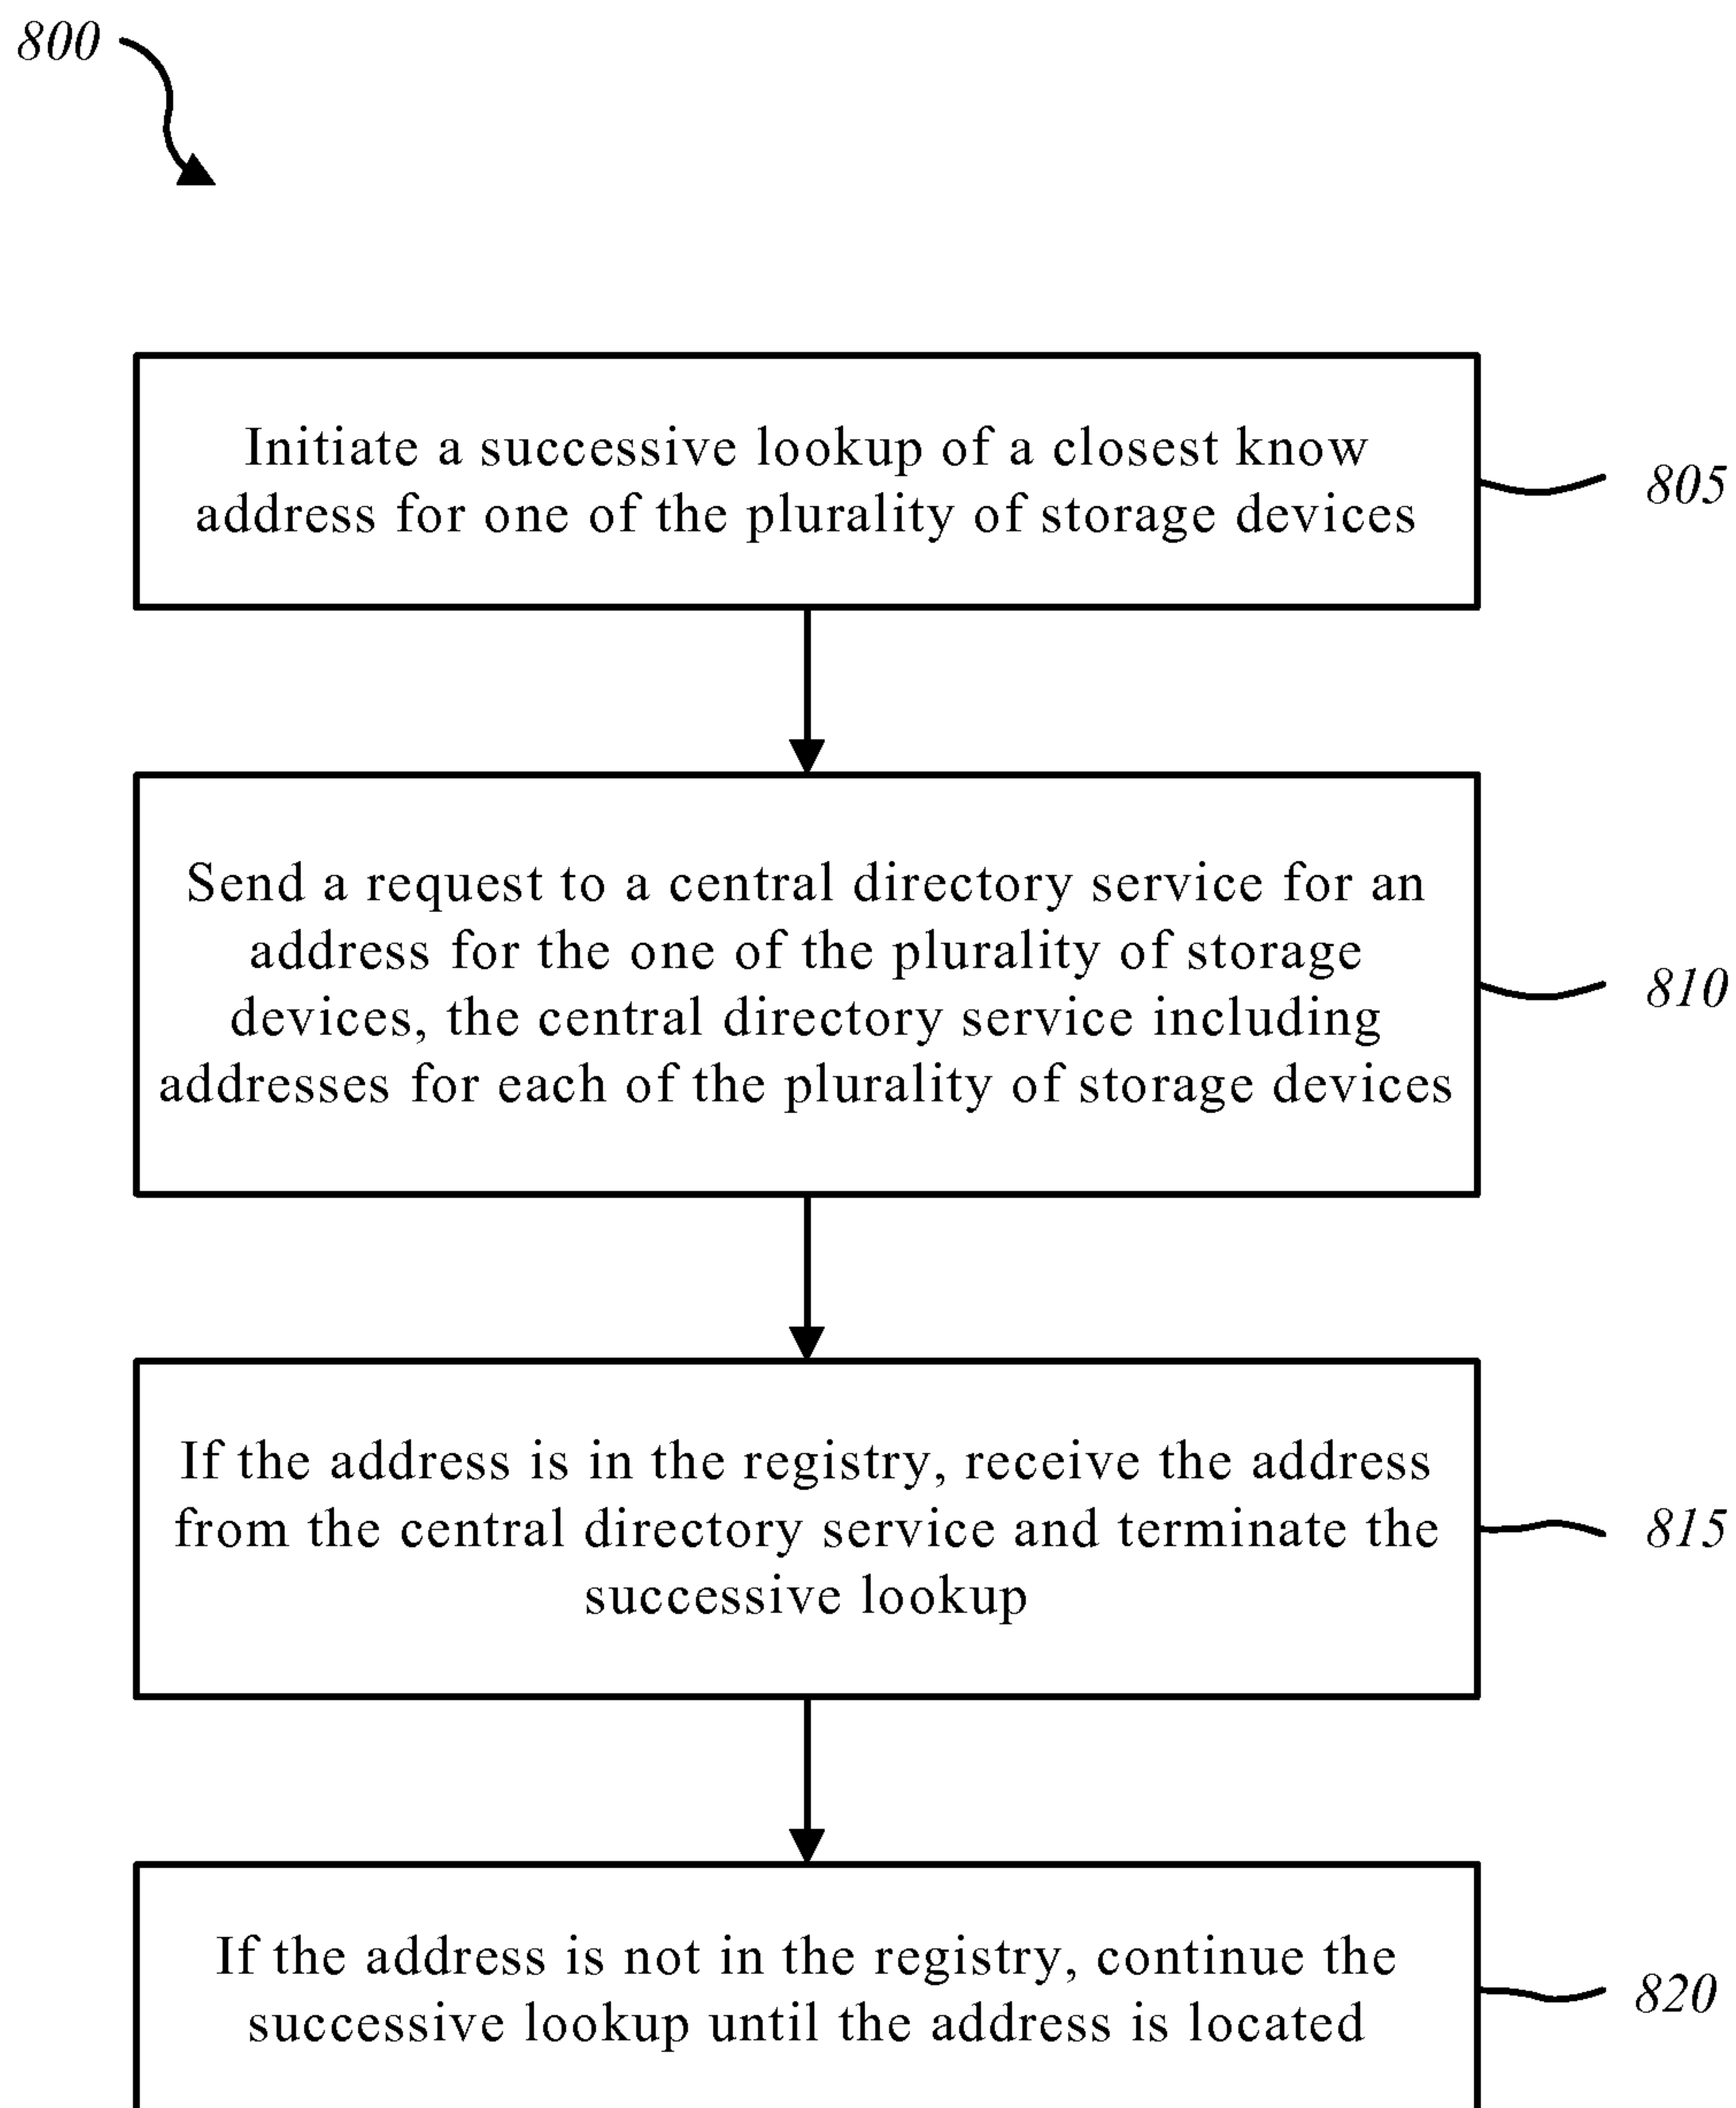 800
Initiate a successive lookup of a closest know
address for one of the plurality of storage devices
805
Send a request to a central directory service for an
address for the one of the plurality of storage
devices, the central directory service including
addresses for each of the plurality of storage devices
810
If the address is in the registry, receive the address
from the central directory service and terminate the
successive lookup
815
If the address is not in the registry, continue the
successive lookup until the address is located
820